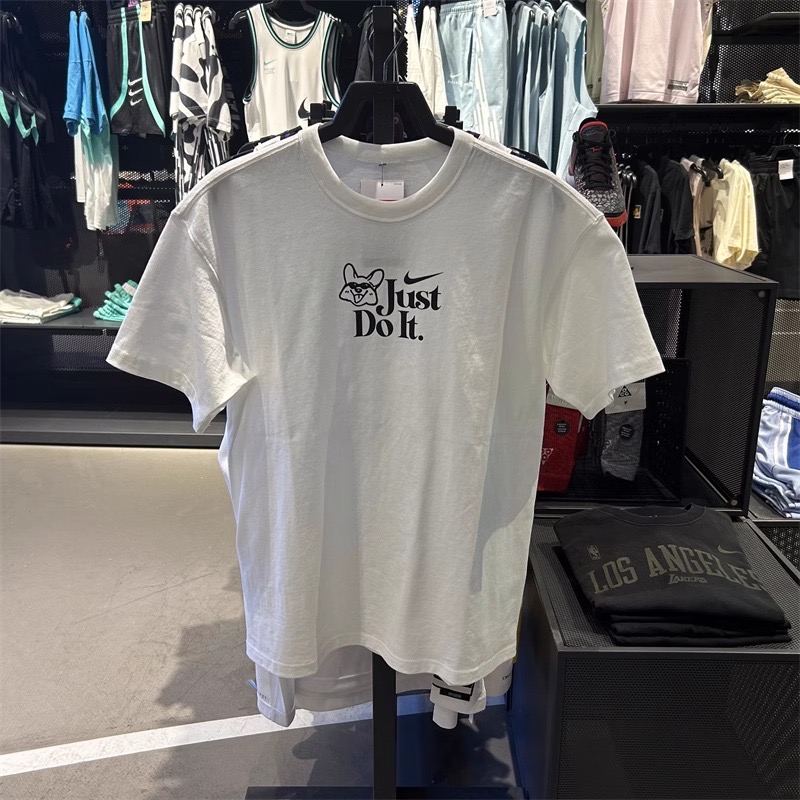 Just
Do It.
LOS ANGELES
LAKERS